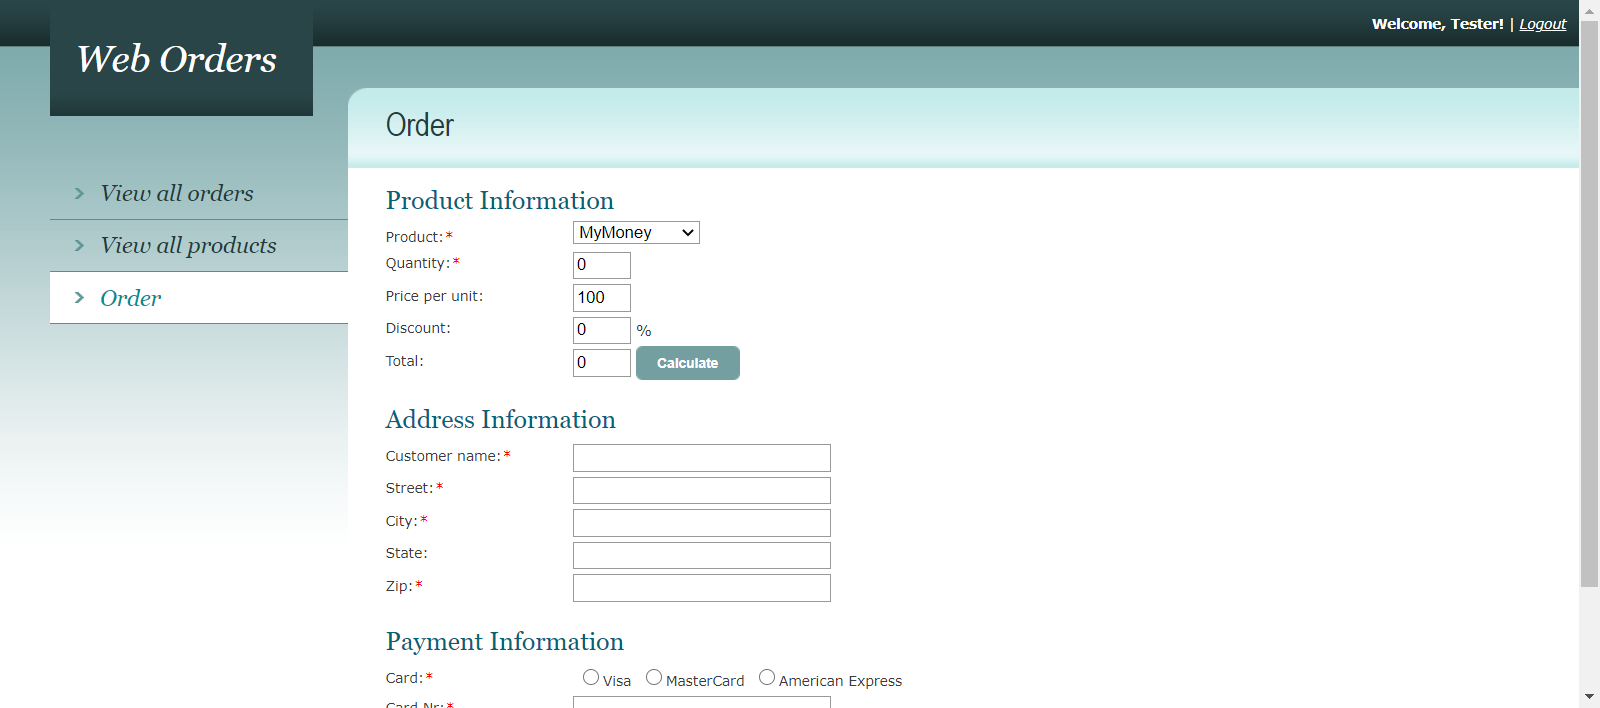 Welcome, Tester! | Logout
Web Orders
Order
View all orders
View all products
Order
Product Information
Product:* MyMoney
Quantity:* 0
Price per unit: 100
Discount: 0 %
Total: 0 Calculate
Address Information
Customer name:*
Street:*
City:*
State:
Zip:*
Payment Information
Card:* Visa MasterCard American Express
Card Nr:*